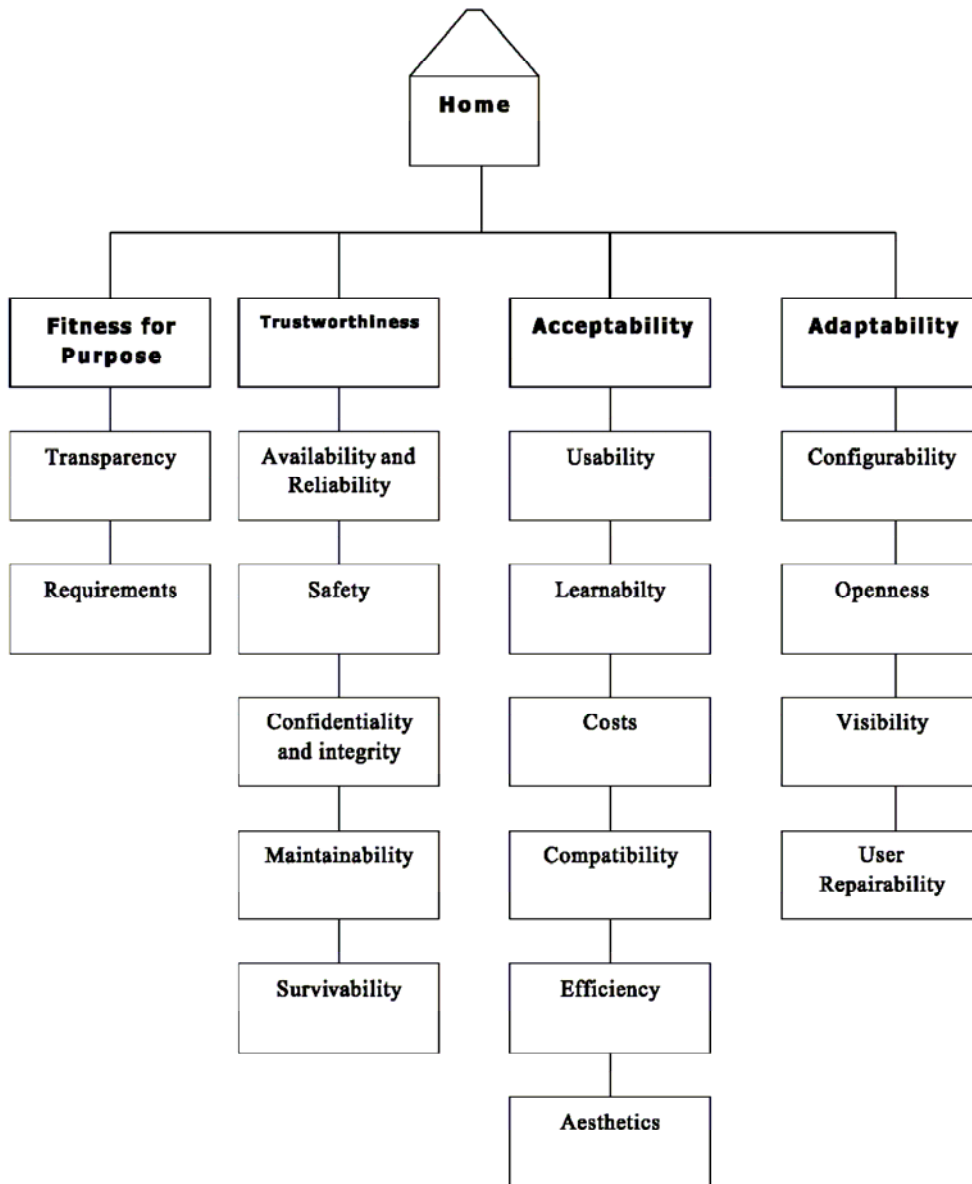 Home
Fitness for
Purpose
Transparency
Requirements
Trustworthiness
Availability and
Reliability
Safety
Confidentiality
and integrity
Maintainability
Survivability
Acceptability
Usability
Learnabilty
Costs
Compatibility
Efficiency
Aesthetics
Adaptability
Configurability
Openness
Visibility
User
Repairability